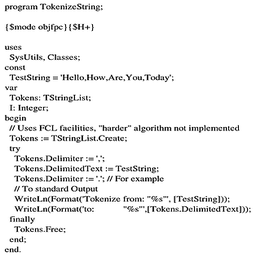 program TokenizeString;
{$mode objfpc}{$H+}
uses
SysUtils, Classes;
const
TestString = 'Hello,How,Are,You,Today';
var
Tokens: TStringList;
I: Integer;
begin
// Uses FCL facilities, "harder" algorithm not implemented
Tokens := TStringList.Create;
try
Tokens.Delimiter := ',';
Tokens.DelimitedText := TestString;
Tokens.Delimiter := '.'; // For example
// To standard Output
WriteLn(Format('Tokenize from: "%s"', [TestString]));
WriteLn(Format('to: "%s"',[Tokens.DelimitedText]));
finally
Tokens.Free;
end;
end.